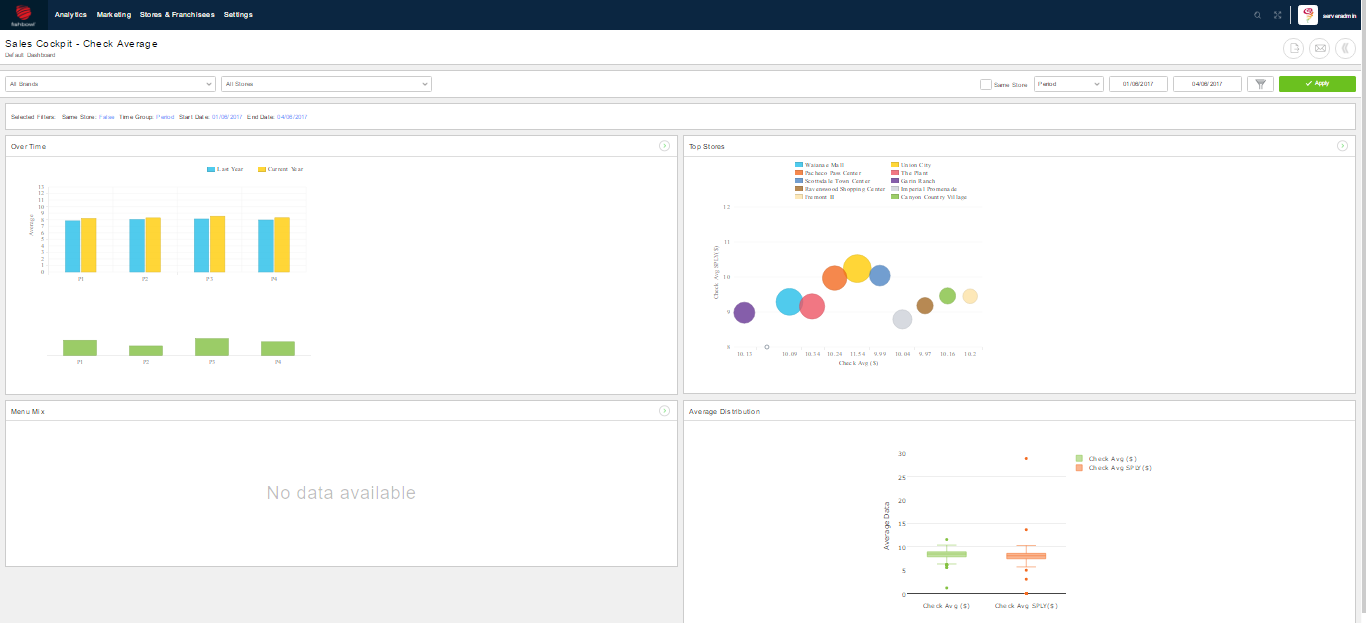 fishbowl
Analytics Marketing Stores & Franchisees Settings
serveradmin
Sales Cockpit - Check Average
Default Dashboard
All Brands
All Stores
Same Store
Period
01/08/2017
04/08/2017
Apply
Selected Filters: Same Store: False Time Group: Period Start Date: 01/08/2017 End Date: 04/08/2017
Over Time
Last Year Current Year
Average
13
12
11
10
9
8
7
6
5
4
3
2
1
0
P1 P2 P3 P4
P1 P2 P3 P4
Top Stores
Waianae Mall Union City
Pacheco Pass Center The Plant
Scottsdale Town Center Garin Ranch
Ravenswood Shopping Center Imperial Promenade
Fremont II Canyon Country Village
Check Avg SPLY($)
12
11
10
9
8
10.13 10.09 10.34 10.26 11.54 9.99 10.04 9.97 10.16 10.2
Check Avg ($)
Menu Mix
No data available
Average Distribution
Check Avg ($)
Check Avg SPLY($)
Average Data
30
25
20
15
10
5
0
Check Avg ($) Check Avg SPLY($)